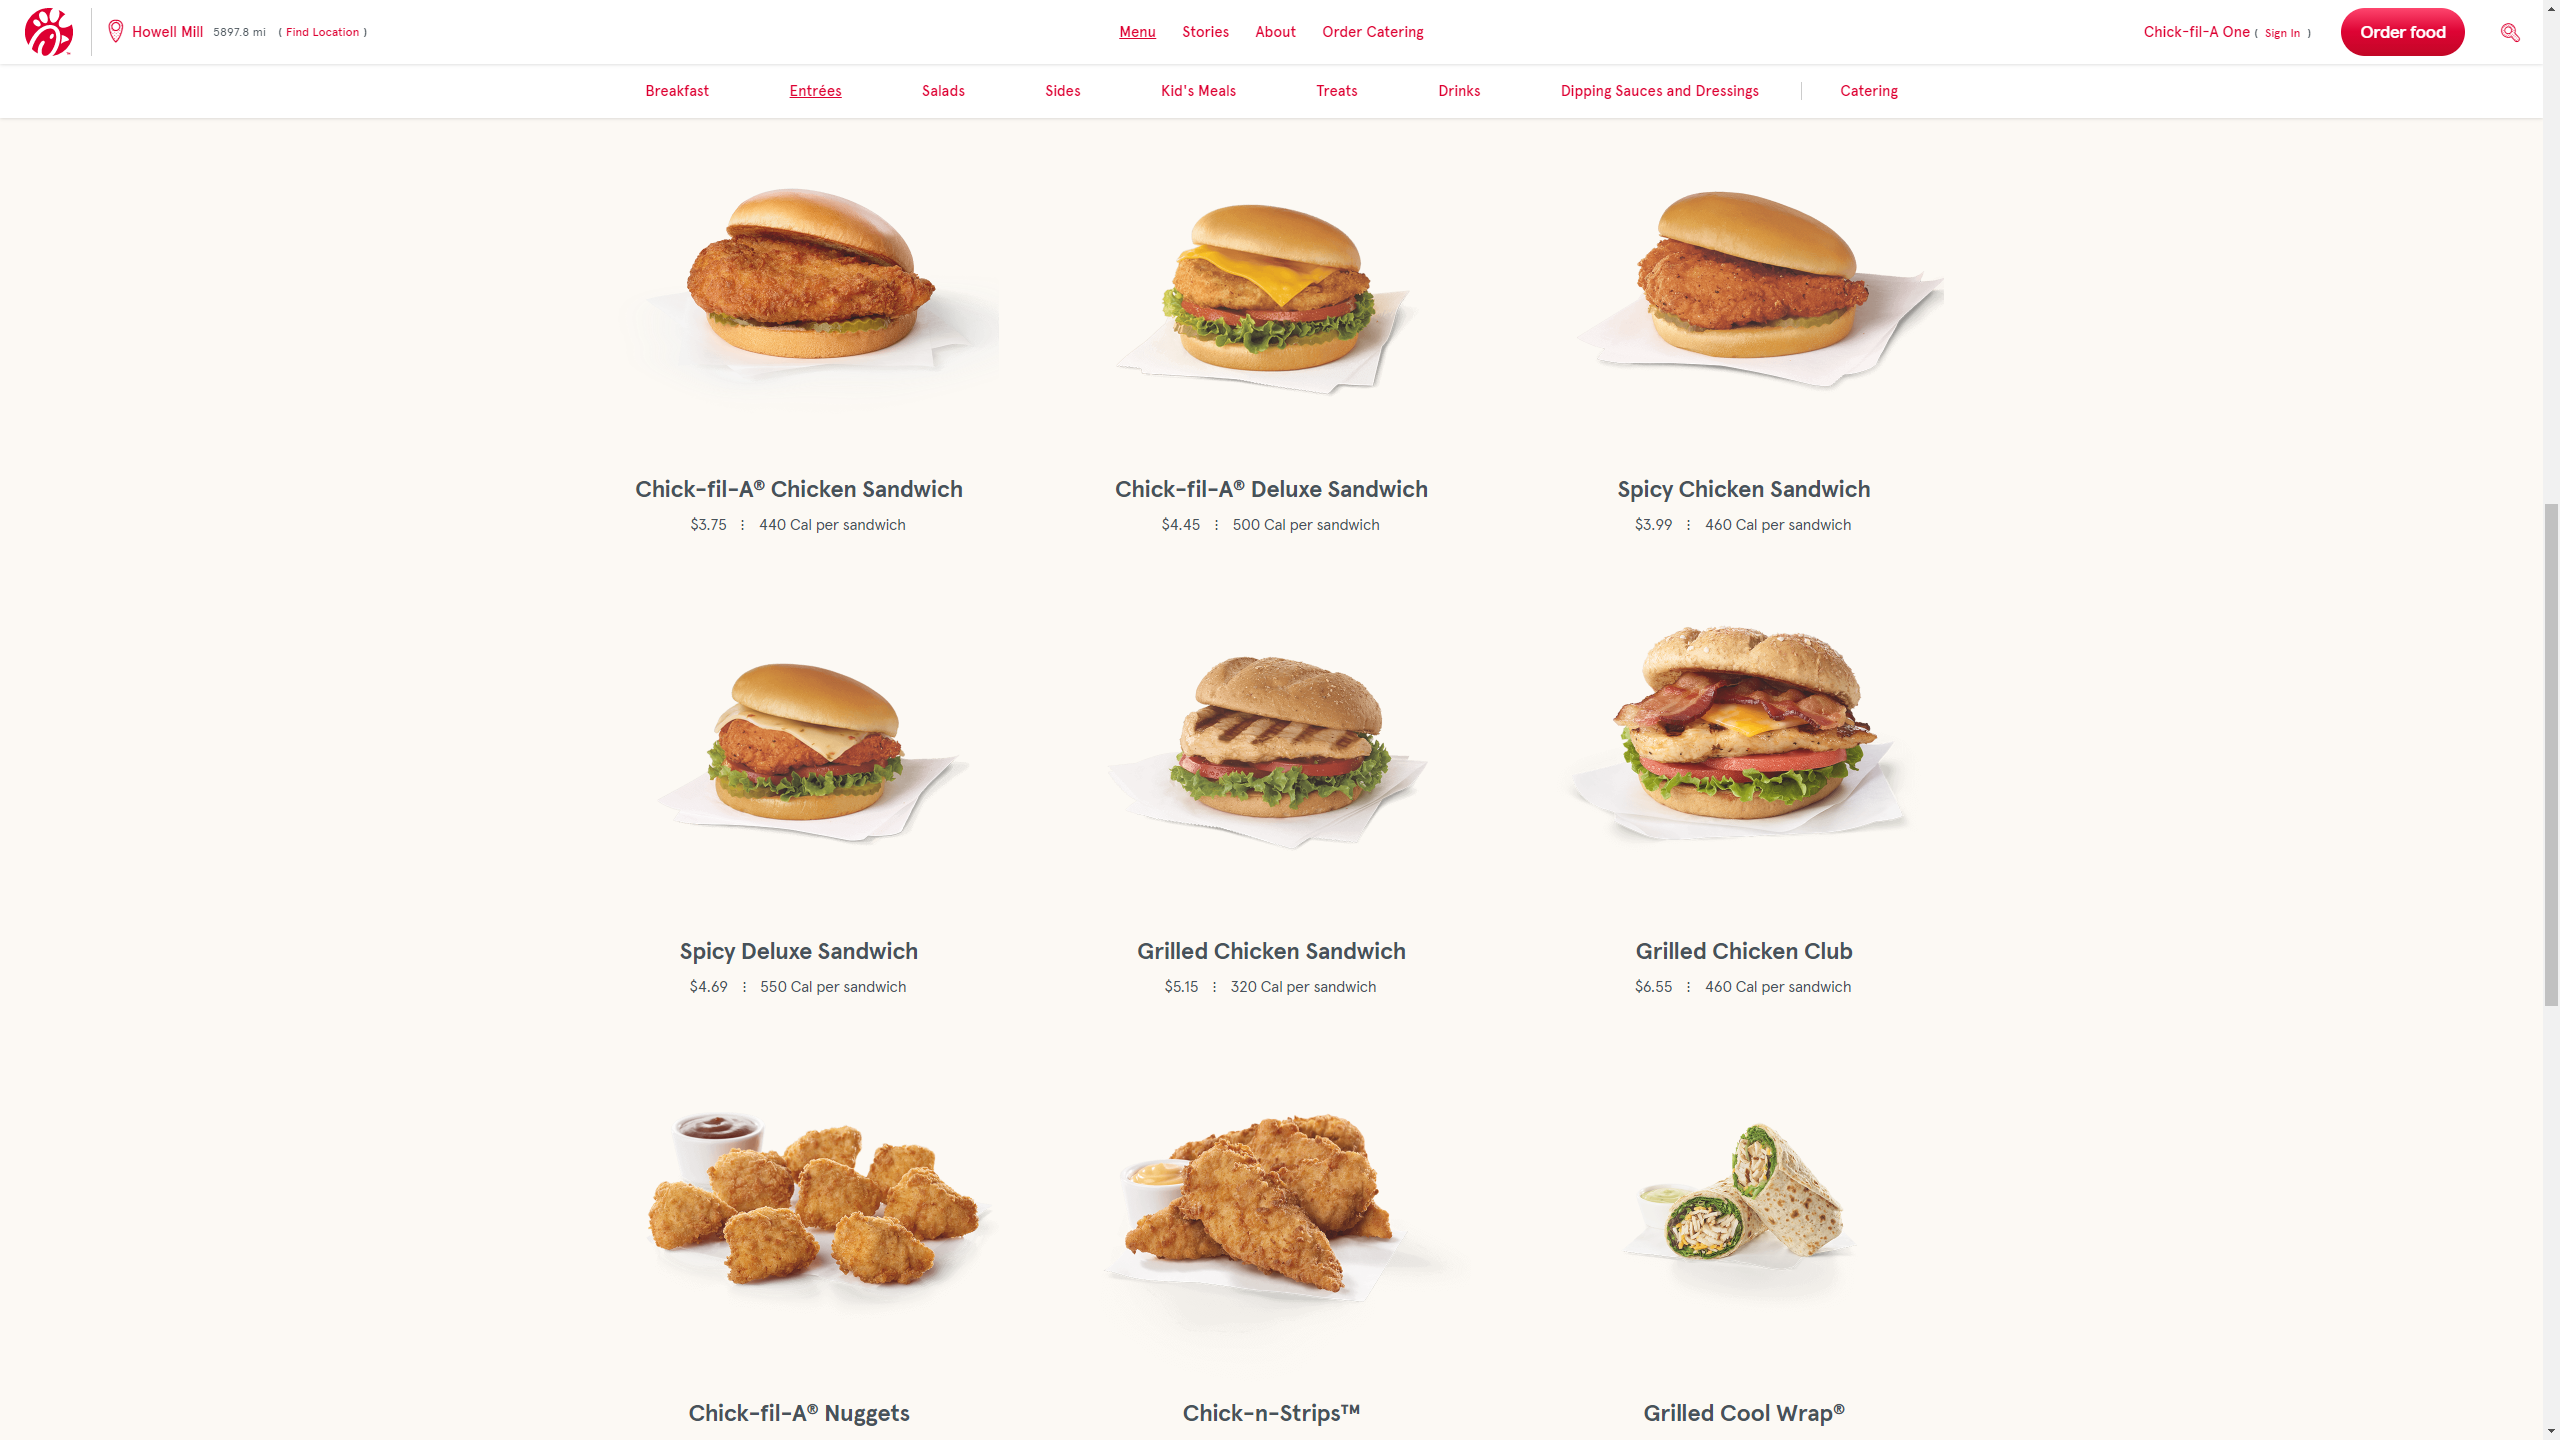 Howell Mill 5897.8 mi ( Find Location )
Menu Stories About Order Catering
Chick-fil-A One ( Sign In ) Order food
Breakfast Entrées Salads Sides Kid's Meals Treats Drinks Dipping Sauces and Dressings Catering
Chick-fil-A® Chicken Sandwich
$3.75 ⋮ 440 Cal per sandwich
Chick-fil-A® Deluxe Sandwich
$4.45 ⋮ 500 Cal per sandwich
Spicy Chicken Sandwich
$3.99 ⋮ 460 Cal per sandwich
Spicy Deluxe Sandwich
$4.69 ⋮ 550 Cal per sandwich
Grilled Chicken Sandwich
$5.15 ⋮ 320 Cal per sandwich
Grilled Chicken Club
$6.55 ⋮ 460 Cal per sandwich
Chick-fil-A® Nuggets
Chick-n-Strips™
Grilled Cool Wrap®